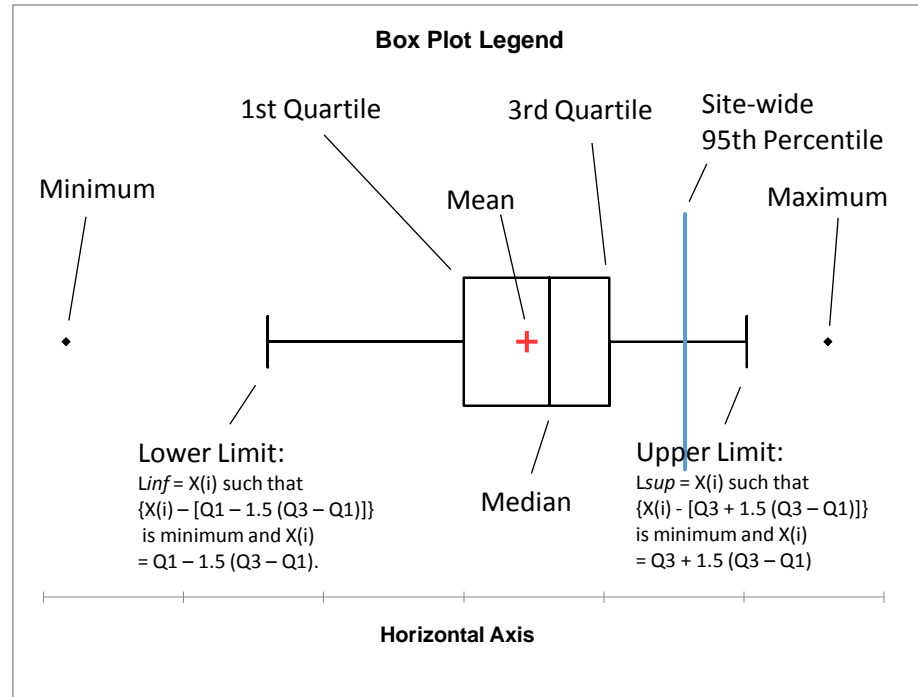 Box Plot Legend
1st Quartile
3rd Quartile
Site-wide
95th Percentile
Minimum
Mean
Maximum
Lower Limit:
Linf = X(i) such that
{X(i) – [Q1 – 1.5 (Q3 – Q1)]}
is minimum and X(i)
= Q1 – 1.5 (Q3 – Q1).
Median
Upper Limit:
Lsup = X(i) such that
{X(i) - [Q3 + 1.5 (Q3 – Q1)]}
is minimum and X(i)
= Q3 + 1.5 (Q3 – Q1)
Horizontal Axis